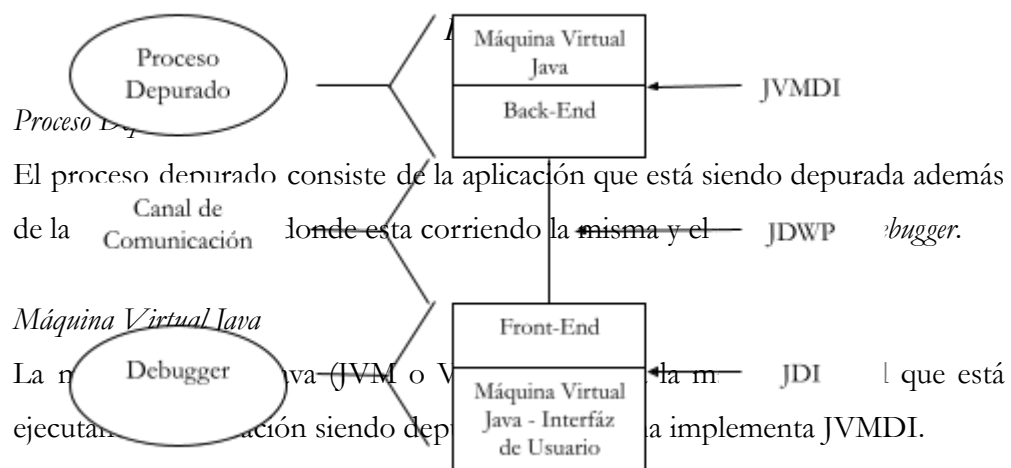 Proceso
Depurado
Máquina Virtual
Java
Back-End
JVMDI
Proceso
El proceso depurado consiste de la aplicación que está siendo depurada además
de la donde esta corriendo la misma y el
Canal de
Comunicación
JDWP
Máquina Virtual Java
Front-End
Debugger
JDI
Máquina Virtual
Java - Interfáz
de Usuario
La (JVM o la que está
siendo implementa JVMDI.